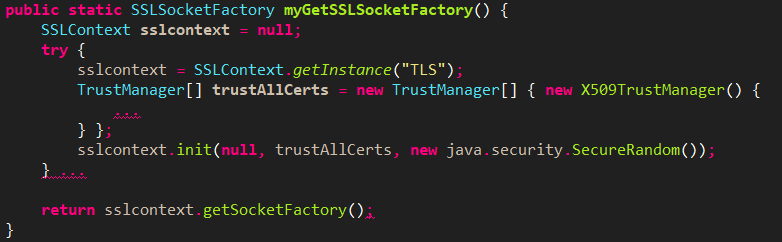 public static SSLSocketFactory myGetSSLSocketFactory() {
    SSLContext sslcontext = null;
    try {
        sslcontext = SSLContext.getInstance("TLS");
        TrustManager[] trustAllCerts = new TrustManager[] { new X509TrustManager() {
            ...
        } };
        sslcontext.init(null, trustAllCerts, new java.security.SecureRandom());
    } ...
    return sslcontext.getSocketFactory();
}